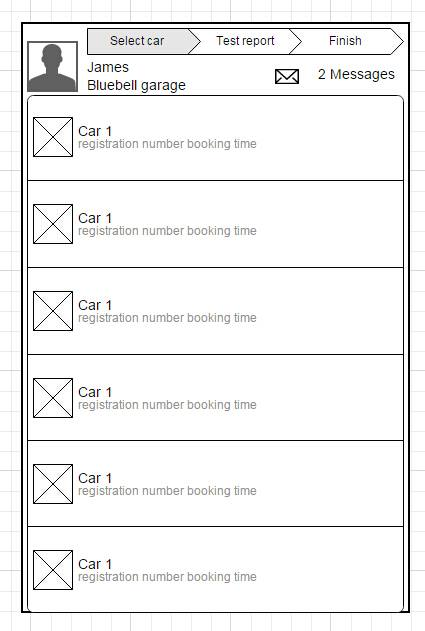 Select car Test report Finish
James
Bluebell garage
2 Messages
Car 1
registration number booking time
Car 1
registration number booking time
Car 1
registration number booking time
Car 1
registration number booking time
Car 1
registration number booking time
Car 1
registration number booking time